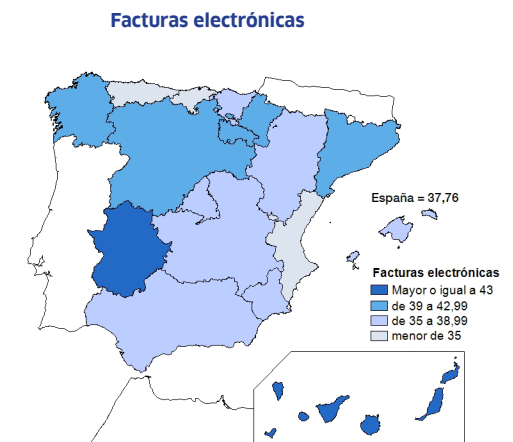 Facturas electrónicas
España = 37,76
Facturas electrónicas
Mayor o igual a 43
de 39 a 42,99
de 35 a 38,99
menor de 35